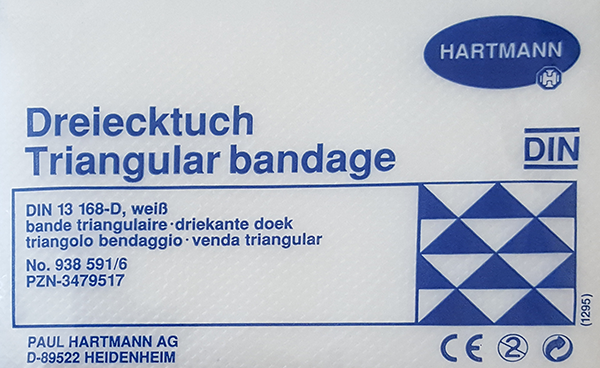 HARTMANN
Dreiecktuch
Triangular bandage
DIN
DIN 13 168-D, weiß
bande triangulaire·driekante doek
triangolo bendaggio·venda triangular
No. 938 591/6
PZN-3479517
(1295)
PAUL HARTMANN AG
D-89522 HEIDENHEIM
CE 2